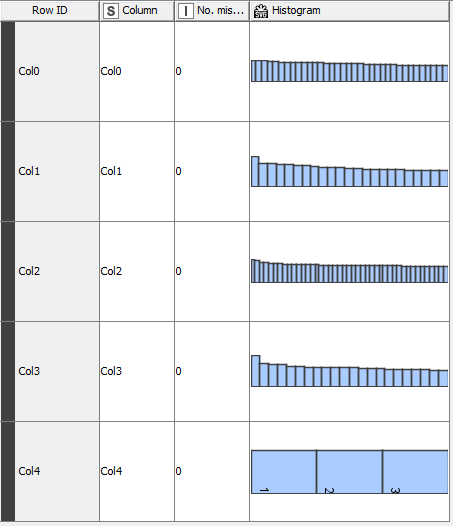 Row ID S Column I No. mis... SVG Histogram
Col0 Col0 0
Col1 Col1 0
Col2 Col2 0
Col3 Col3 0
Col4 Col4 0 1 2 3